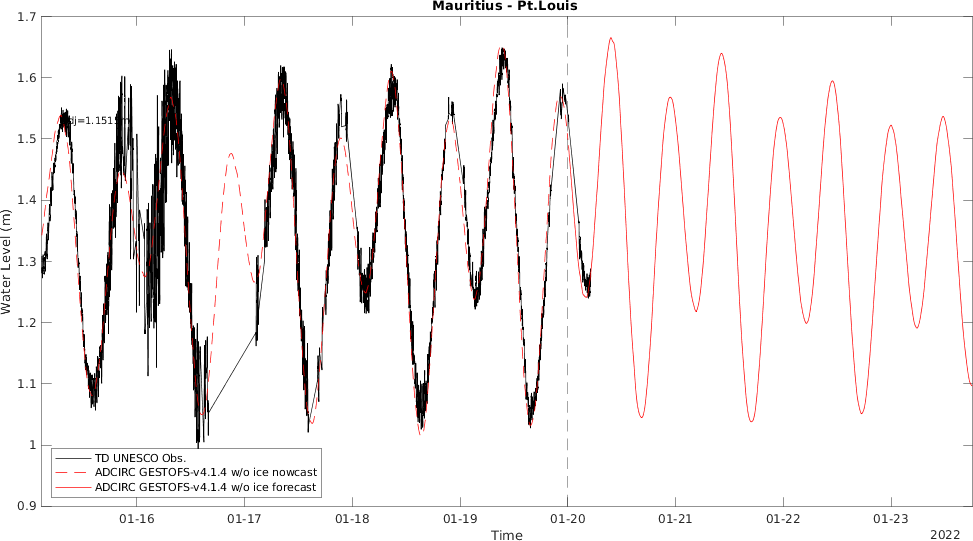 Mauritius - Pt.Louis
1.7
1.6
1.5
1.4
1.3
1.2
1.1
1
0.9
Water Level (m)
dj=1.151
TD UNESCO Obs.
ADCIRC GESTOFS-v4.1.4 w/o ice nowcast
ADCIRC GESTOFS-v4.1.4 w/o ice forecast
01-16 01-17 01-18 01-19 01-20 01-21 01-22 01-23
Time
2022